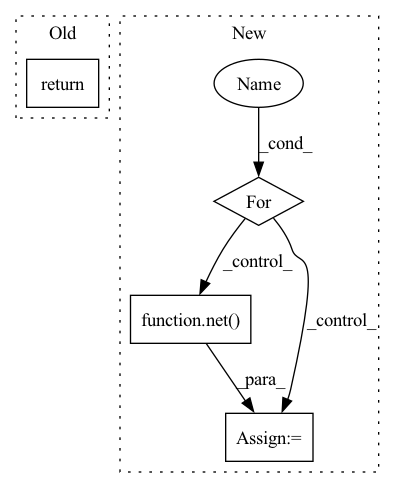 Old
New
return
Name
_cond_
For
_control_
_control_
function.net()
_para_
Assign:=